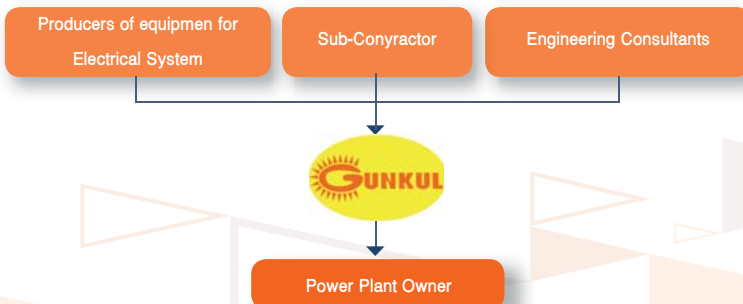 Producers of equipmen for
Electrical System
Sub-Conyractor
Engineering Consultants
GUNKUL
Power Plant Owner